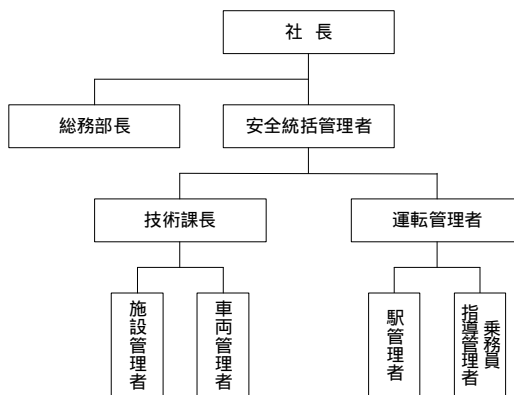 社 長
総務部長
安全統括管理者
技術課長
運転管理者
施設管理者
車両管理者
駅管理者
乗務員
指導管理者